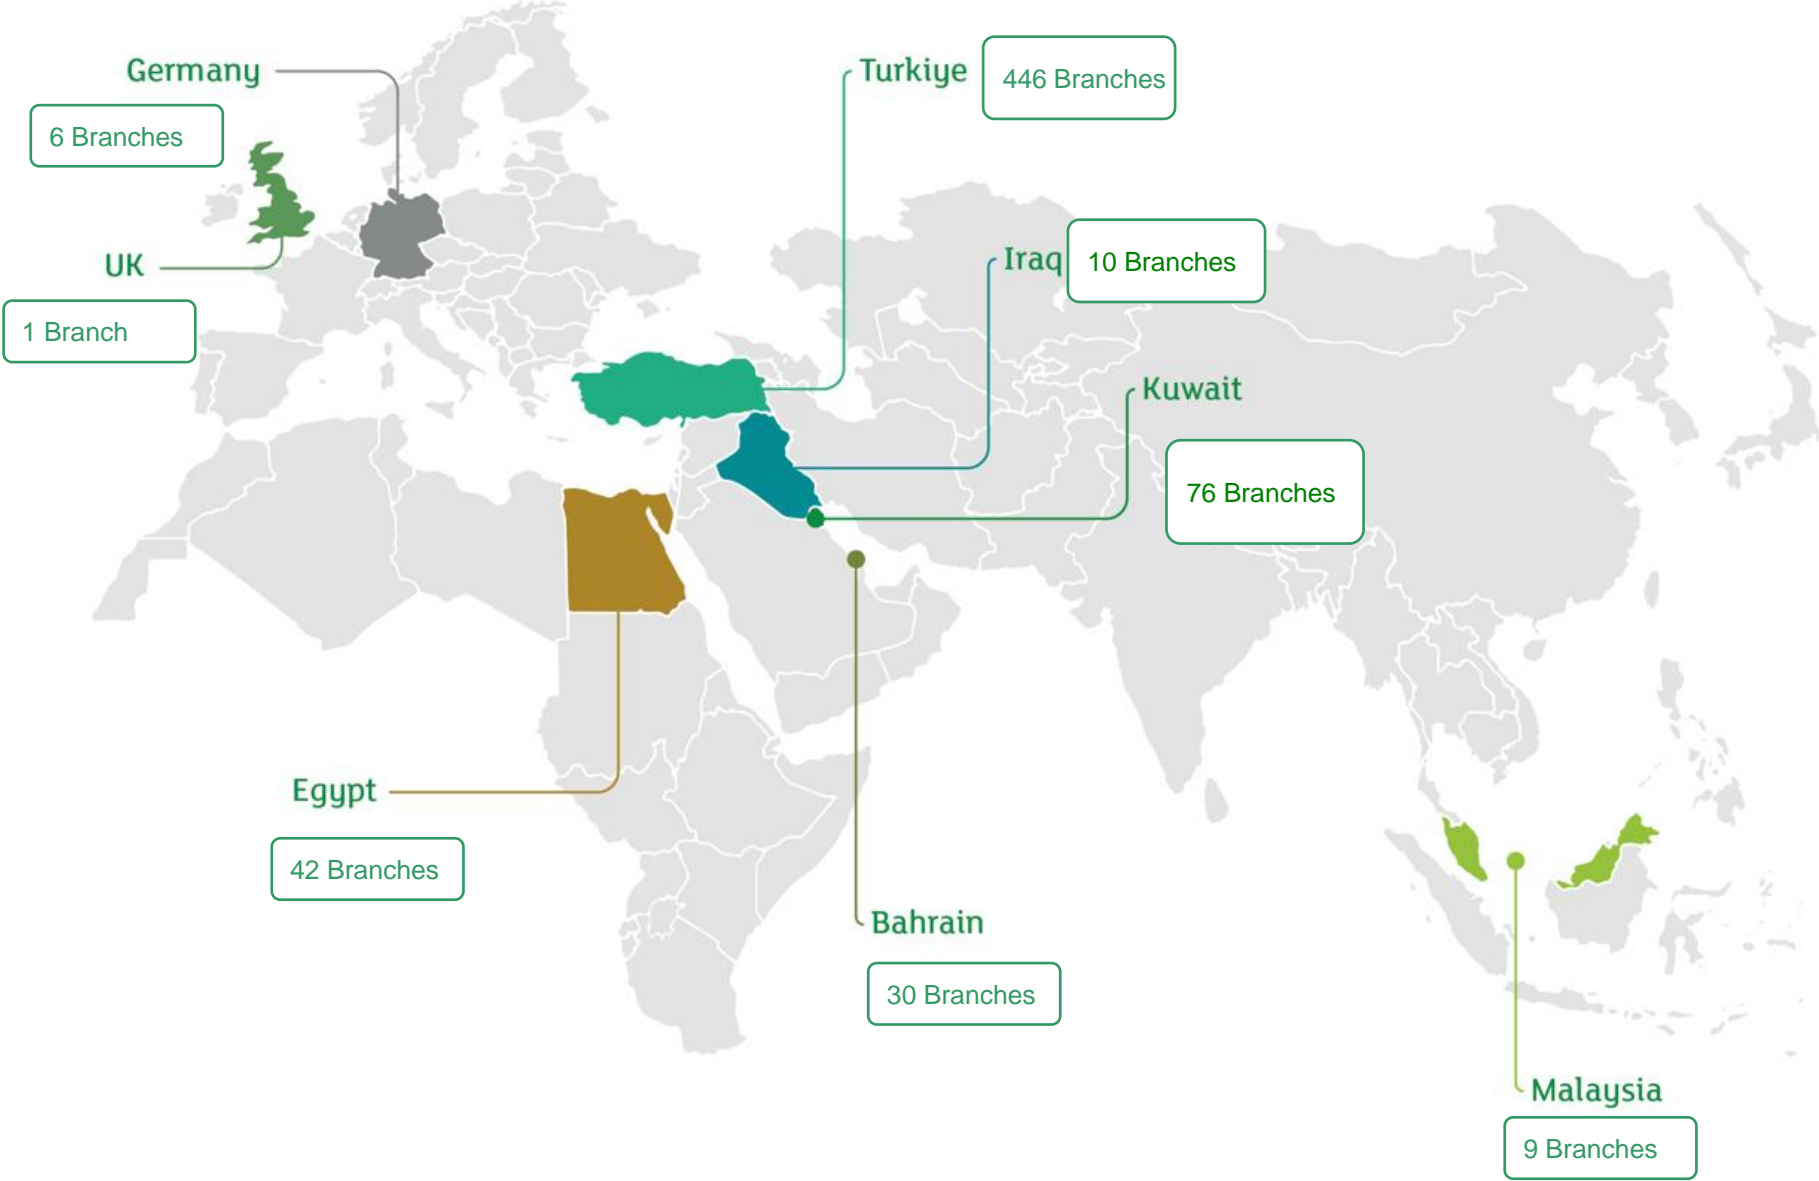 Germany
6 Branches
UK
1 Branch
Turkiye
446 Branches
Iraq
10 Branches
Kuwait
76 Branches
Egypt
42 Branches
Bahrain
30 Branches
Malaysia
9 Branches